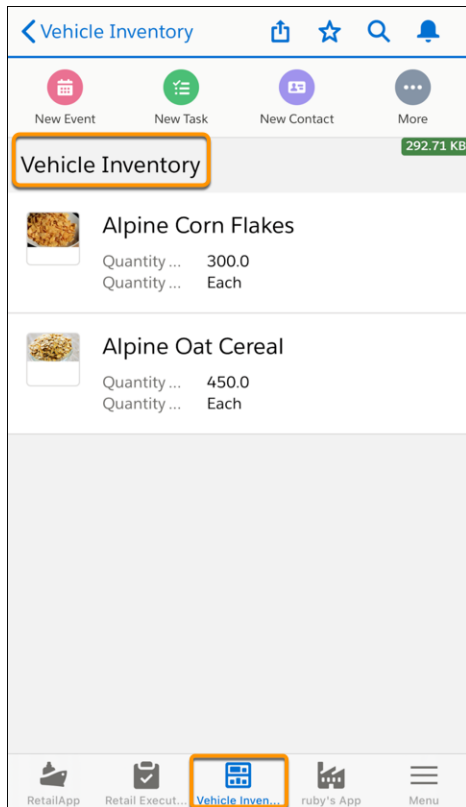 Vehicle Inventory
New Event New Task New Contact More
292.71 KB
Vehicle Inventory
Alpine Corn Flakes
Quantity ... 300.0
Quantity ... Each
Alpine Oat Cereal
Quantity ... 450.0
Quantity ... Each
RetailApp Retail Execut... Vehicle Inven... ruby's App Menu